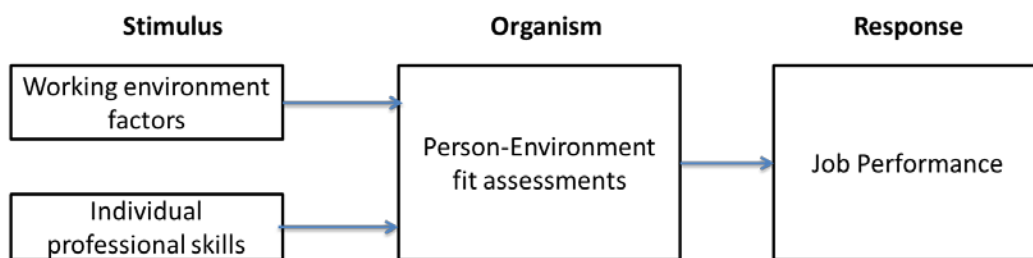 Stimulus
Organism
Response
Working environment
factors
Individual
professional skills
Person-Environment
fit assessments
Job Performance